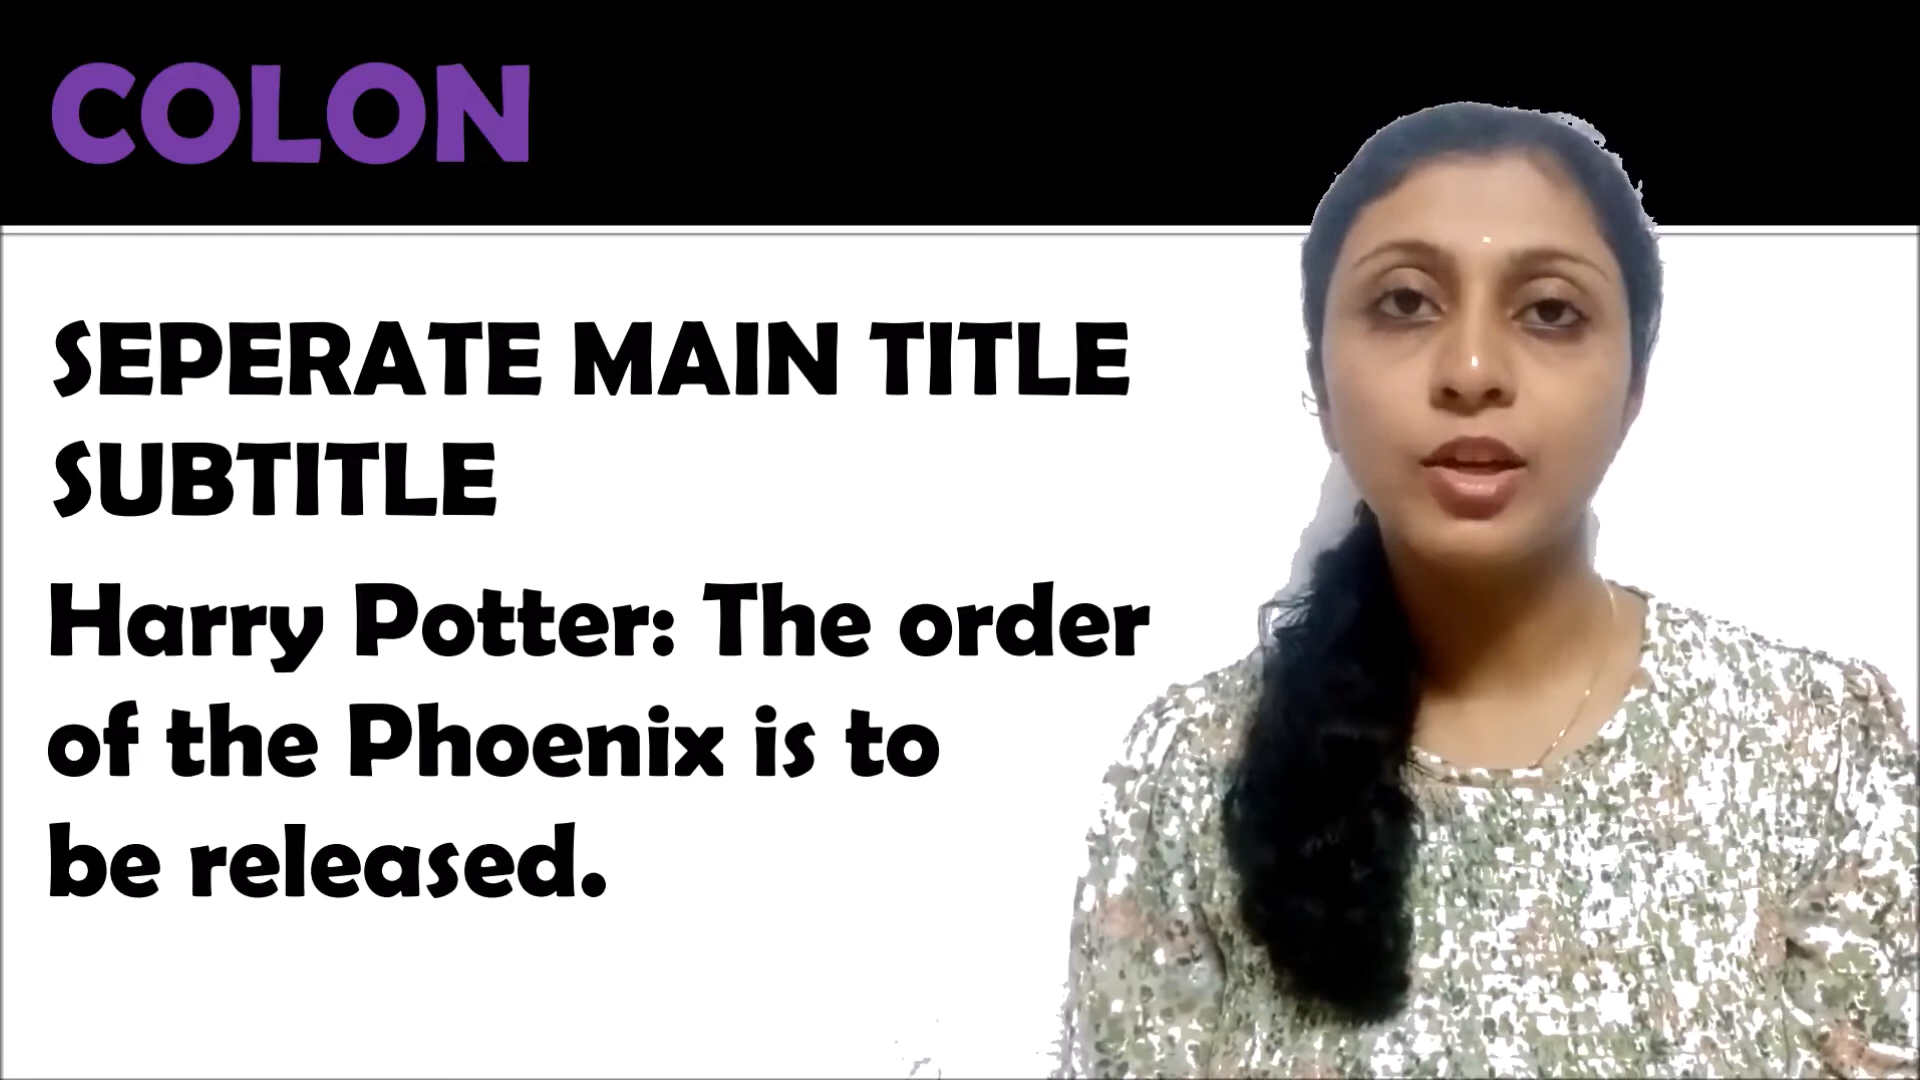 COLON
SEPERATE MAIN TITLE
SUBTITLE
Harry Potter: The order
of the Phoenix is to
be released.